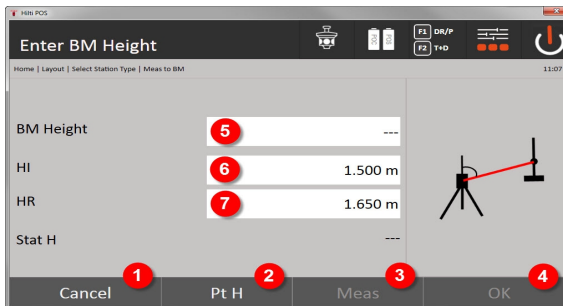 Hilti POS
Enter BM Height
POC
POS
F1 DR/P
F2 T+D
Home | Layout | Select Station Type | Meas to BM
11:07
BM Height 5 ---
HI 6 1.500 m
HR 7 1.650 m
Stat H ---
1 2 3 4
Cancel Pt H Meas OK